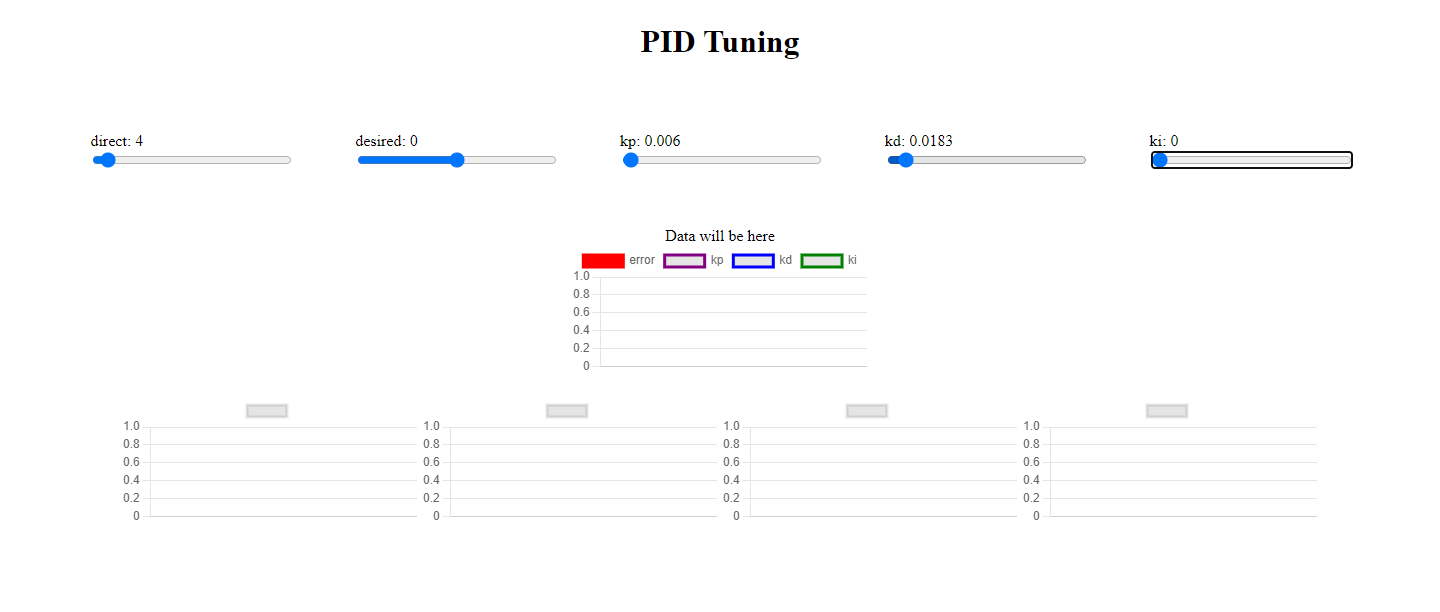 PID Tuning
direct: 4 desired: 0 kp: 0.006 kd: 0.0183 ki: 0
Data will be here
error kp kd ki
1.0
0.8
0.6
0.4
0.2
0
1.0 1.0 1.0 1.0
0.8 0.8 0.8 0.8
0.6 0.6 0.6 0.6
0.4 0.4 0.4 0.4
0.2 0.2 0.2 0.2
0 0 0 0